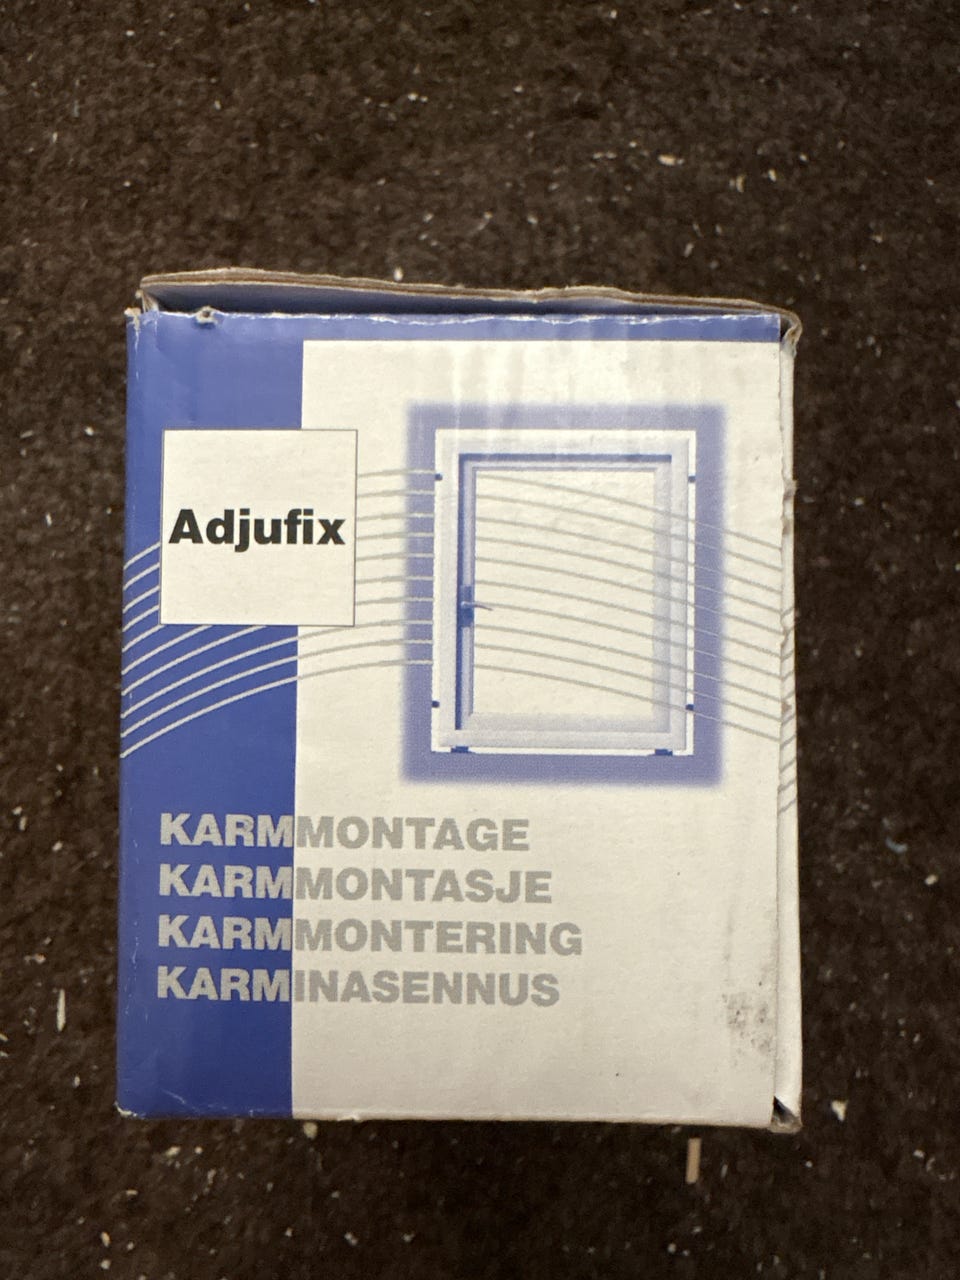 Adjufix
KARMMONTAGE
KARMMONTASJE
KARMMONTERING
KARMINASENNUS